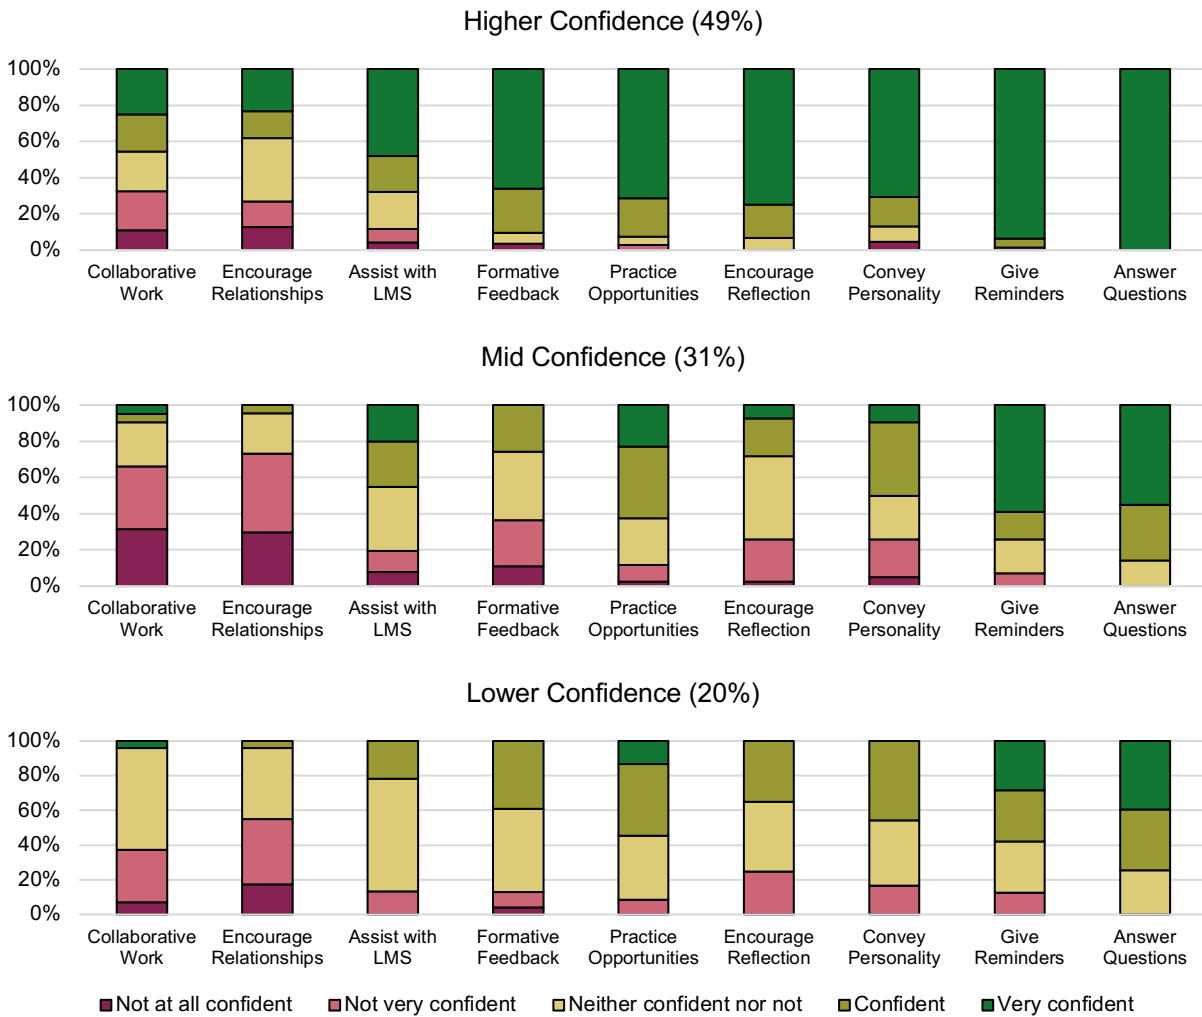 Higher Confidence (49%)
100%
80%
60%
40%
20%
0%
Collaborative Work
Encourage Relationships
Assist with LMS
Formative Feedback
Practice Opportunities
Encourage Reflection
Convey Personality
Give Reminders
Answer Questions
Mid Confidence (31%)
100%
80%
60%
40%
20%
0%
Collaborative Work
Encourage Relationships
Assist with LMS
Formative Feedback
Practice Opportunities
Encourage Reflection
Convey Personality
Give Reminders
Answer Questions
Lower Confidence (20%)
100%
80%
60%
40%
20%
0%
Collaborative Work
Encourage Relationships
Assist with LMS
Formative Feedback
Practice Opportunities
Encourage Reflection
Convey Personality
Give Reminders
Answer Questions
Not at all confident Not very confident Neither confident nor not Confident Very confident